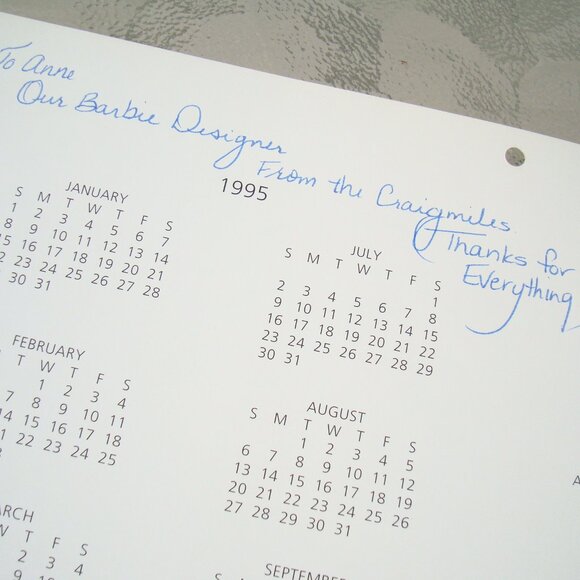 To Anne
Our Barbie Designer
From the Craigmiles
Thanks for
Everything
1995
JANUARY
S M T W T F S
1 2 3 4 5 6 7
8 9 10 11 12 13 14
15 16 17 18 19 20 21
22 23 24 25 26 27 28
30 31
FEBRUARY
T W T F S
1 2 3 4
7 8 9 10 11
14 15 16 17 18
21 22 23 24 25
ARCH
W T F S
2 3 4
9 10
JULY
S M T W T F S
1
2 3 4 5 6 7 8
9 10 11 12 13 14 15
16 17 18 19 20 21 22
23 24 25 26 27 28 29
30 31
AUGUST
S M T W T F S
1 2 3 4 5
6 7 8 9 10 11 12
13 14 15 16 17 18 19
20 21 22 23 24 25 26
27 28 29 30 31
SEPTEMBER